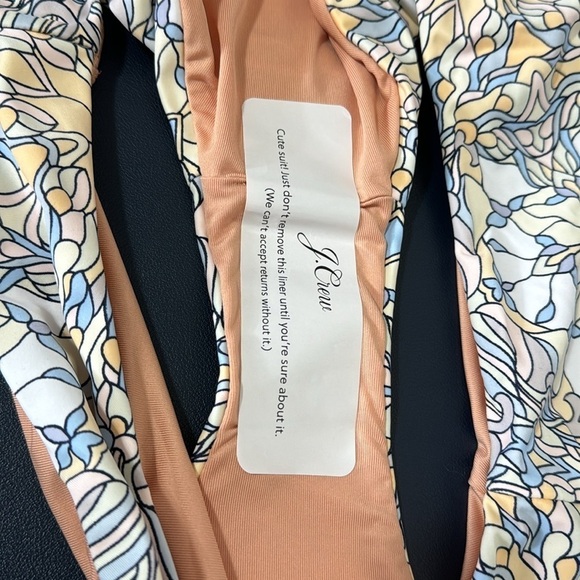 J.Crew
Cute suit! Just don't remove this liner until you're sure about it.
(We can't accept returns without it.)